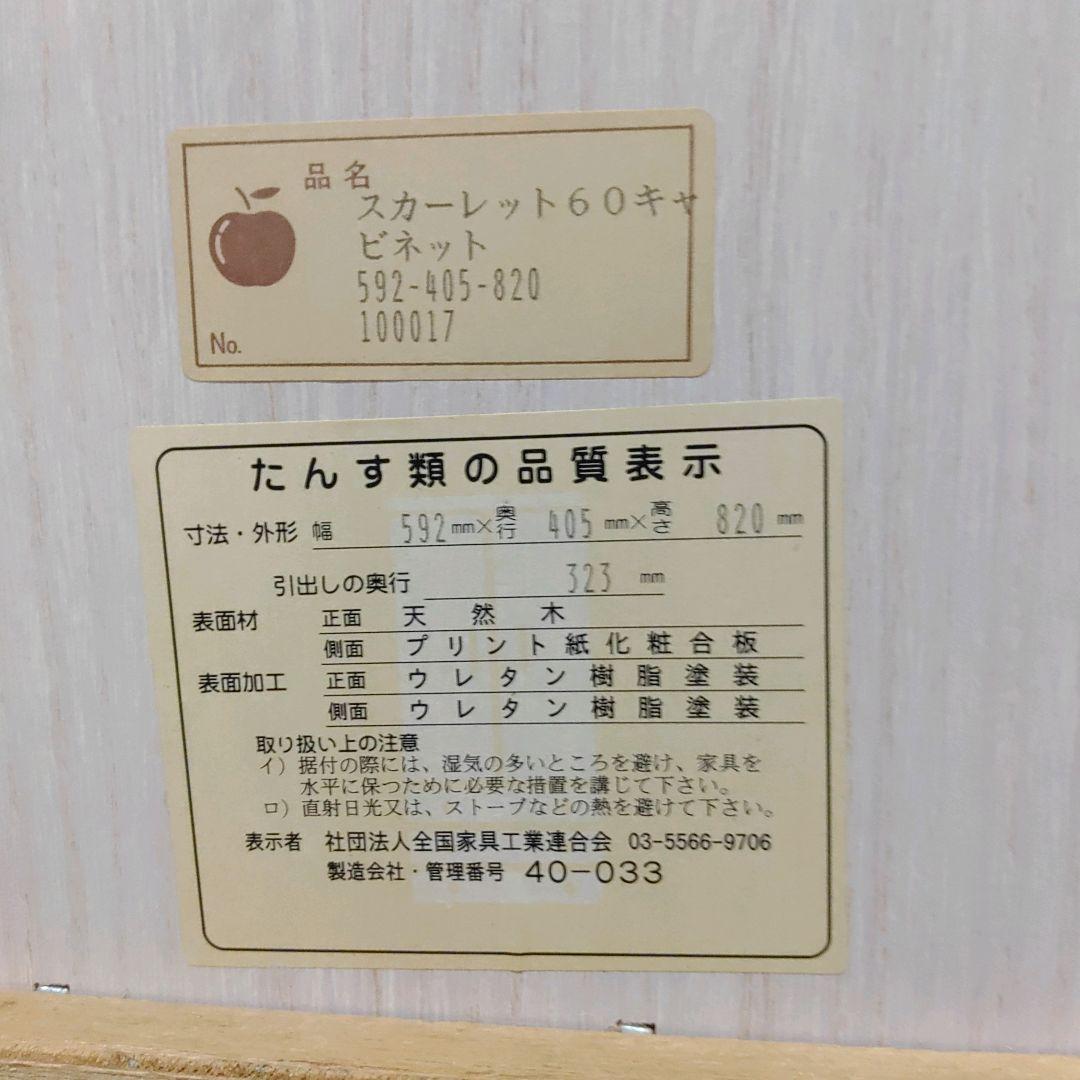 品名
スカーレット60キャ
ビネット
592-405-820
100017
No.
たんす類の品質表示
寸法・外形 幅 592mm×奥行 405 mm×高さ 820 mm
引出しの奥行 323 mm
表面材 正面 天然木
側面 プリント紙化粧合板
表面加工 正面 ウレタン樹脂塗装
側面 ウレタン樹脂塗装
取り扱い上の注意
イ）据付の際には、湿気の多いところを避け、家具を
水平に保つために必要な措置を講じて下さい。
ロ）直射日光又は、ストーブなどの熱を避けて下さい。
表示者 社団法人全国家具工業連合会 03-5566-9706
製造会社・管理番号 40-033